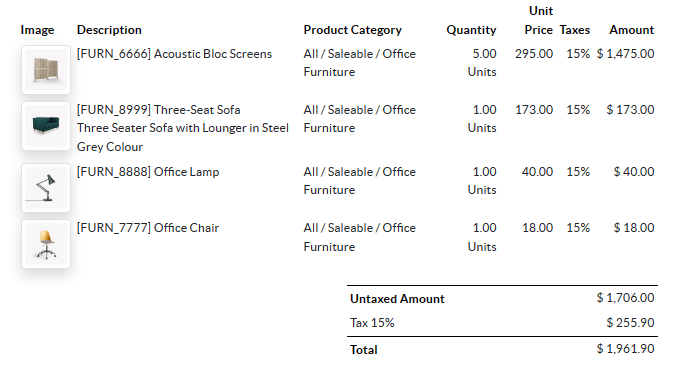 Image Description Product Category Quantity Unit Price Taxes Amount
[FURN_6666] Acoustic Bloc Screens All / Saleable / Office Furniture 5.00 Units 295.00 15% $ 1,475.00
[FURN_8999] Three-Seat Sofa All / Saleable / Office Furniture 1.00 Units 173.00 15% $ 173.00
Three Seater Sofa with Lounger in Steel
Grey Colour
[FURN_8888] Office Lamp All / Saleable / Office Furniture 1.00 Units 40.00 15% $ 40.00
[FURN_7777] Office Chair All / Saleable / Office Furniture 1.00 Units 18.00 15% $ 18.00
Untaxed Amount $ 1,706.00
Tax 15% $ 255.90
Total $ 1,961.90